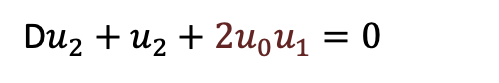 Du₂ + u₂ + 2u₀u₁ = 0